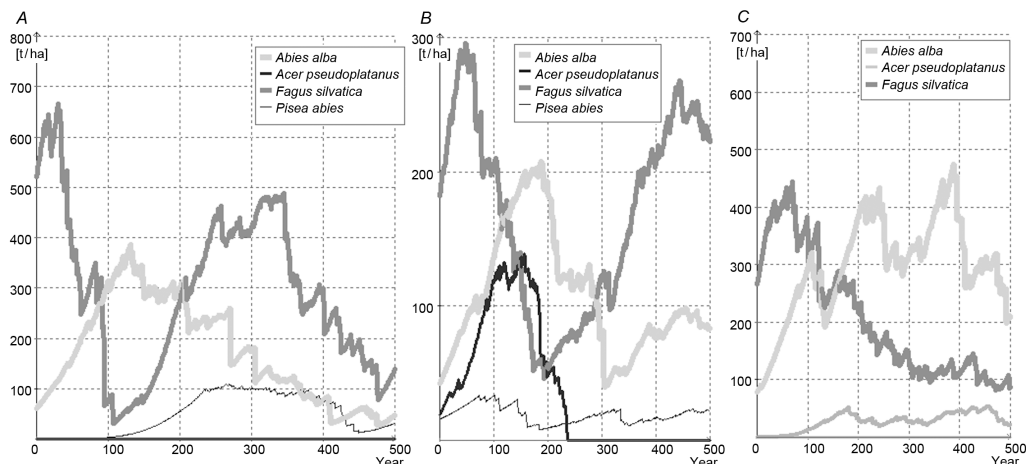 A
800
[t/ha]
700
600
500
400
300
200
100
0
100
200
300
400
500
Year
Abies alba
Acer pseudoplatanus
Fagus silvatica
Pisea abies
B
300
[t/ha]
200
100
0
100
200
300
400
500
Year
Abies alba
Acer pseudoplatanus
Fagus silvatica
Pisea abies
C
700
[t/ha]
600
500
400
300
200
100
0
100
200
300
400
500
Year
Abies alba
Acer pseudoplatanus
Fagus silvatica